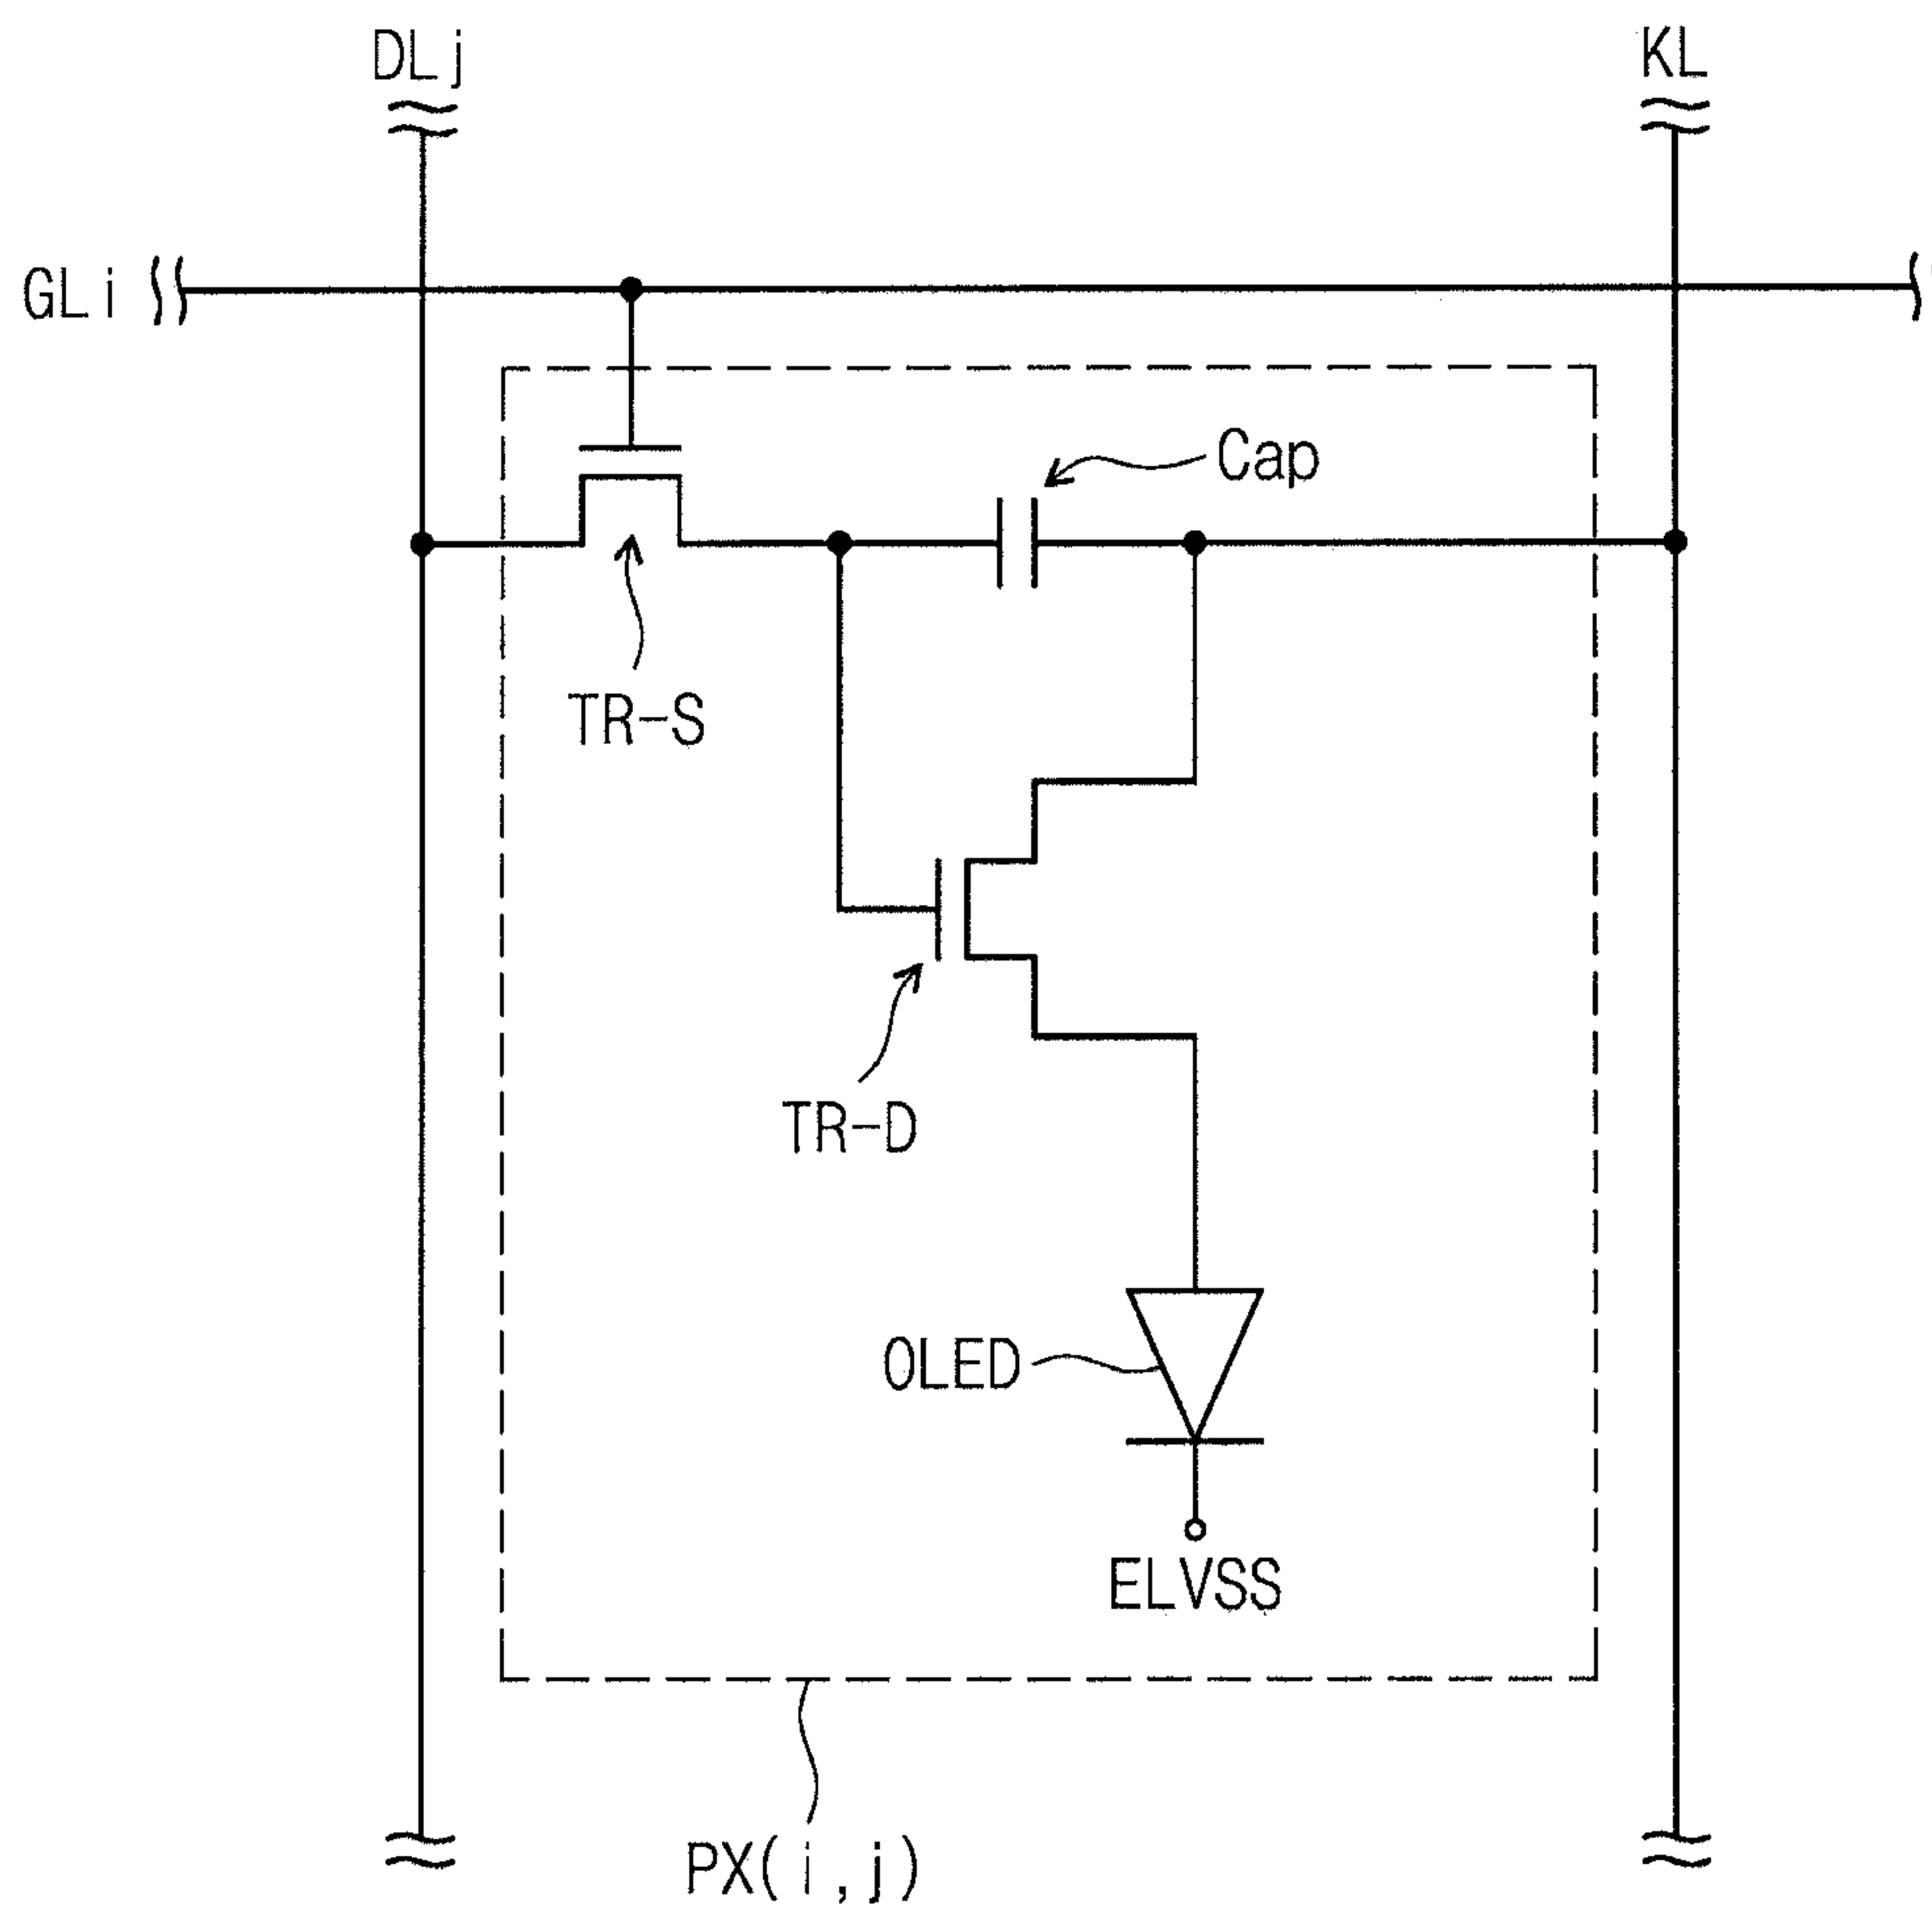 DLj
KL
GLi
Cap
TR-S
TR-D
OLED
ELVSS
PX(i,j)